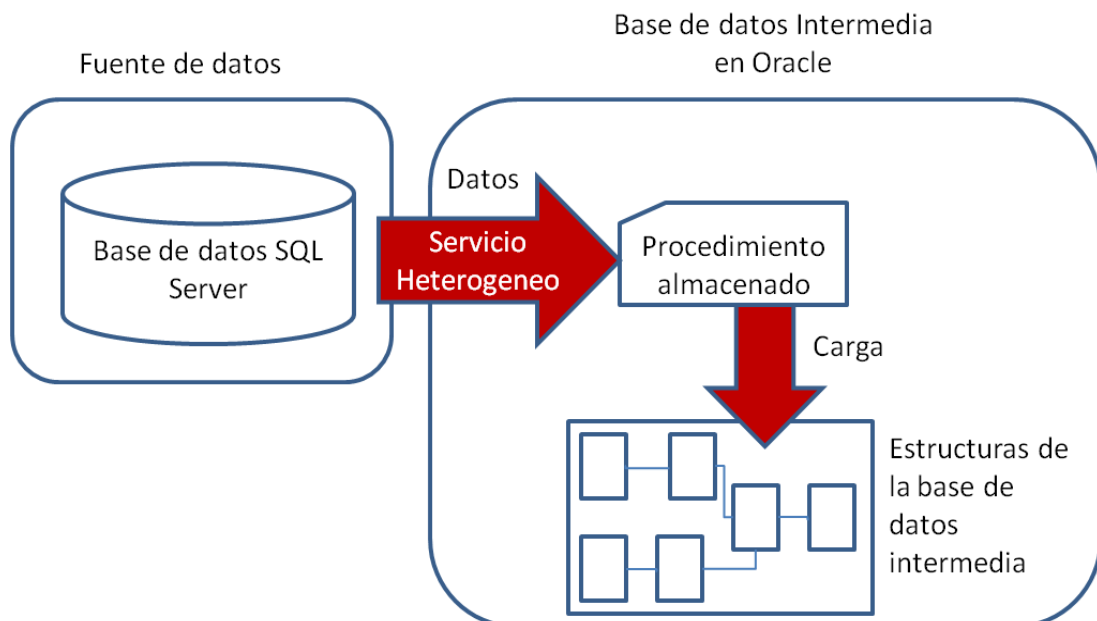 Fuente de datos
Base de datos Intermedia
en Oracle
Base de datos SQL
Server
Datos
Servicio
Heterogeneo
Procedimiento
almacenado
Carga
Estructuras de
la base de
datos
intermedia